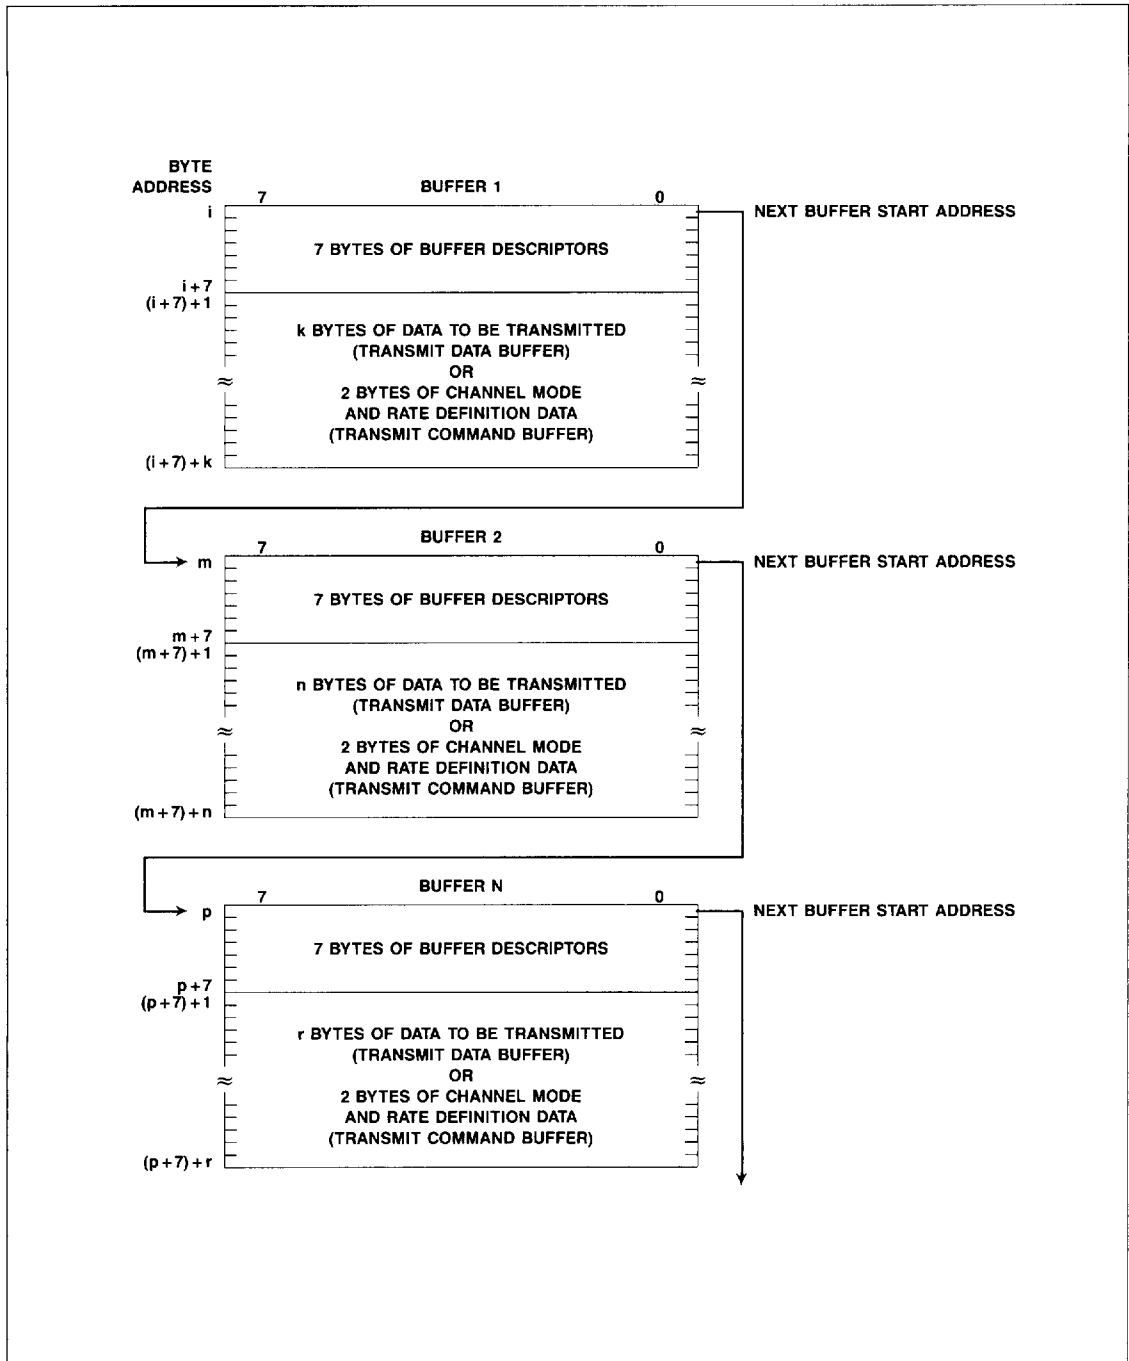 BYTE
ADDRESS
BUFFER 1
7 0
i
NEXT BUFFER START ADDRESS
7 BYTES OF BUFFER DESCRIPTORS
i+7
(i+7)+1
k BYTES OF DATA TO BE TRANSMITTED
(TRANSMIT DATA BUFFER)
OR
2 BYTES OF CHANNEL MODE
AND RATE DEFINITION DATA
(TRANSMIT COMMAND BUFFER)
(i+7)+k
BUFFER 2
7 0
m
NEXT BUFFER START ADDRESS
7 BYTES OF BUFFER DESCRIPTORS
m+7
(m+7)+1
n BYTES OF DATA TO BE TRANSMITTED
(TRANSMIT DATA BUFFER)
OR
2 BYTES OF CHANNEL MODE
AND RATE DEFINITION DATA
(TRANSMIT COMMAND BUFFER)
(m+7)+n
BUFFER N
7 0
p
NEXT BUFFER START ADDRESS
7 BYTES OF BUFFER DESCRIPTORS
p+7
(p+7)+1
r BYTES OF DATA TO BE TRANSMITTED
(TRANSMIT DATA BUFFER)
OR
2 BYTES OF CHANNEL MODE
AND RATE DEFINITION DATA
(TRANSMIT COMMAND BUFFER)
(p+7)+r